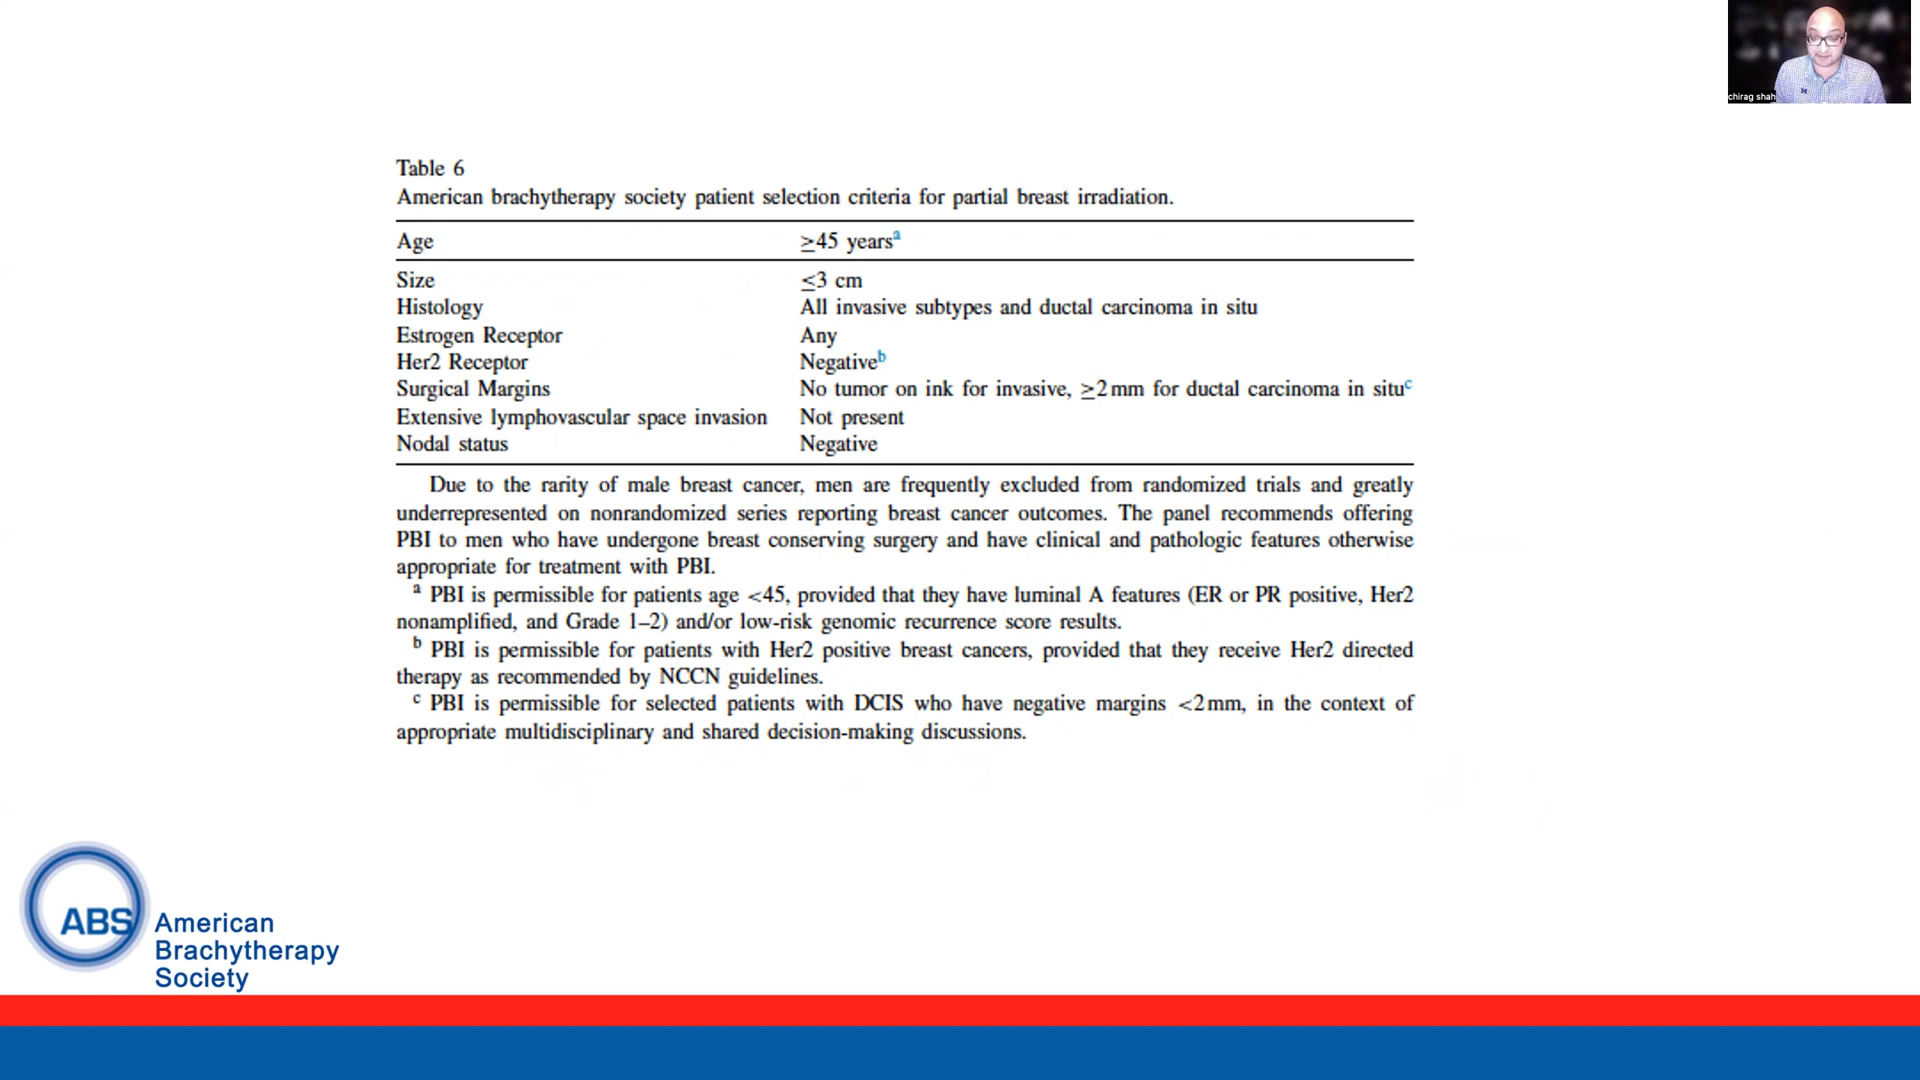 chirag shah
Table 6
American brachytherapy society patient selection criteria for partial breast irradiation.
Age ≥45 yearsᵃ
Size ≤3 cm
Histology All invasive subtypes and ductal carcinoma in situ
Estrogen Receptor Any
Her2 Receptor Negativeᵇ
Surgical Margins No tumor on ink for invasive, ≥2 mm for ductal carcinoma in situᶜ
Extensive lymphovascular space invasion Not present
Nodal status Negative
Due to the rarity of male breast cancer, men are frequently excluded from randomized trials and greatly
underrepresented on nonrandomized series reporting breast cancer outcomes. The panel recommends offering
PBI to men who have undergone breast conserving surgery and have clinical and pathologic features otherwise
appropriate for treatment with PBI.
ᵃ PBI is permissible for patients age <45, provided that they have luminal A features (ER or PR positive, Her2
nonamplified, and Grade 1–2) and/or low-risk genomic recurrence score results.
ᵇ PBI is permissible for patients with Her2 positive breast cancers, provided that they receive Her2 directed
therapy as recommended by NCCN guidelines.
ᶜ PBI is permissible for selected patients with DCIS who have negative margins <2 mm, in the context of
appropriate multidisciplinary and shared decision-making discussions.
ABS
American
Brachytherapy
Society